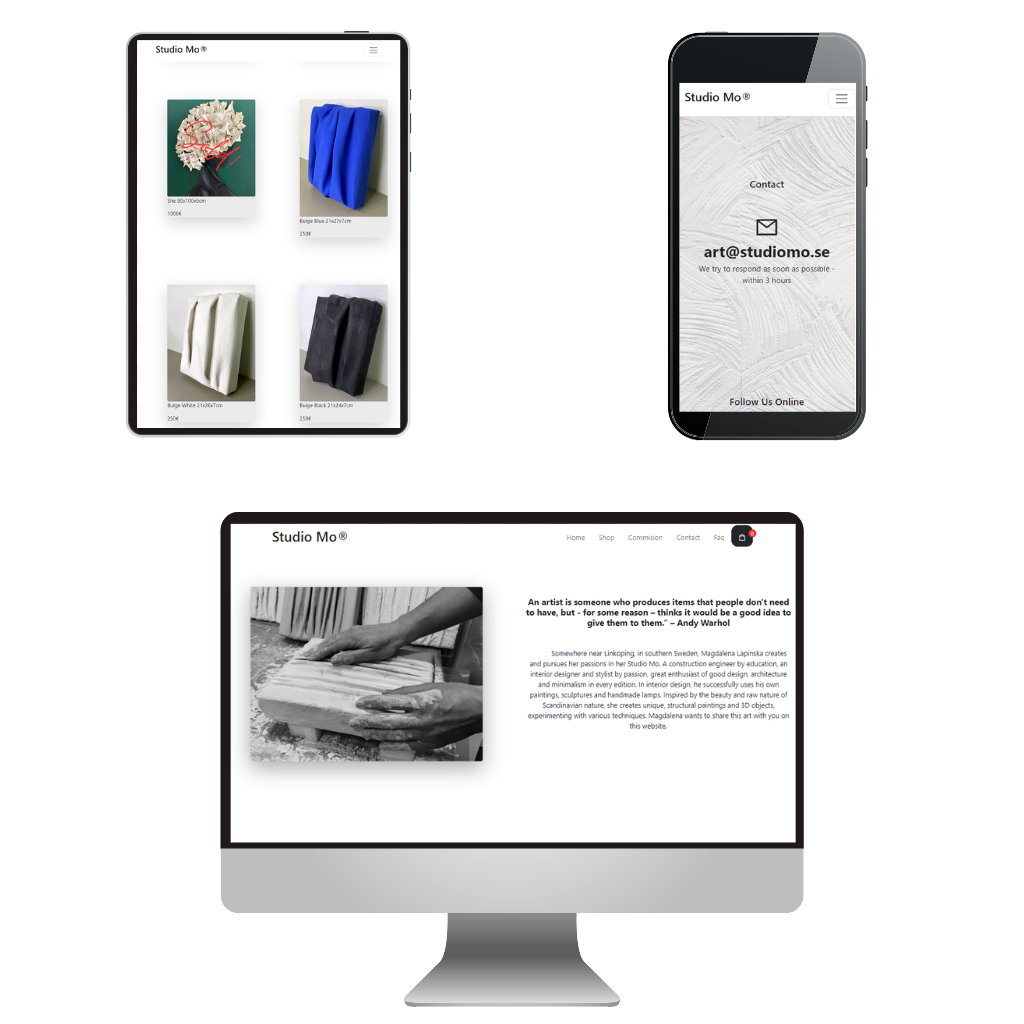 Studio Mo®
She 80x100x9cm
1000€
Bulge Blue 21x27x7cm
250€
Bulge White 21x26x7cm
250€
Bulge Black 21x24x7cm
250€
Studio Mo®
Contact
art@studiomo.se
We try to respond as soon as possible -
within 3 hours
Follow Us Online
Studio Mo®
Home Shop Commision Contact Faq 0
An artist is someone who produces items that people don't need
to have, but - for some reason – thinks it would be a good idea to
give them to them." – Andy Warhol
Somewhere near Linkoping, in southern Sweden, Magdalena Lapinska creates
and pursues her passions in her Studio Mo. A construction engineer by education, an
interior designer and stylist by passion, great enthusiast of good design, architecture
and minimalism in every edition. In interior design, he successfully uses his own
paintings, sculptures and handmade lamps. Inspired by the beauty and raw nature of
Scandinavian nature, she creates unique, structural paintings and 3D objects,
experimenting with various techniques. Magdalena wants to share this art with you on
this website.